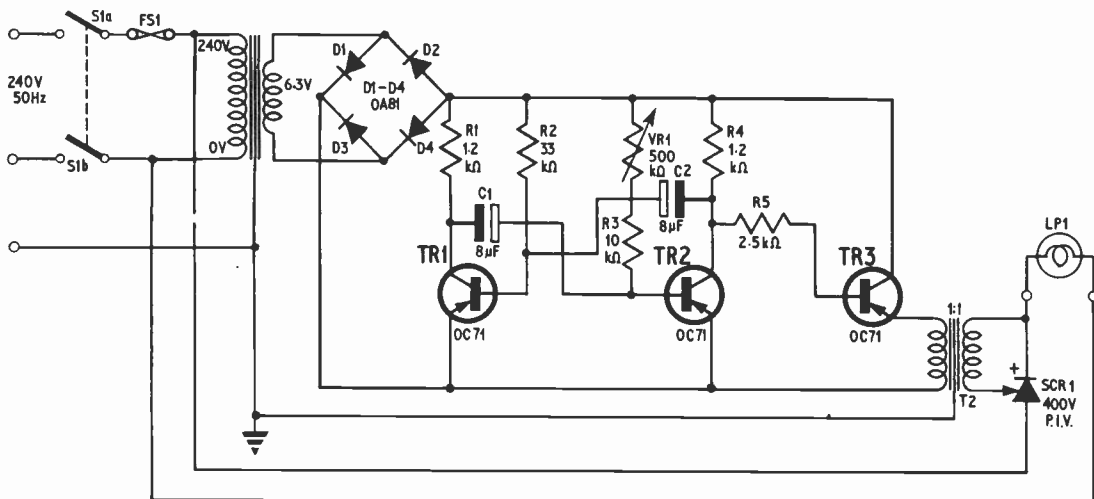 S1a
FS1
240V
50Hz
S1b
240V
0V
6.3V
D1
D2
D1-D4
OA81
D3
D4
R1
1.2
kΩ
R2
33
kΩ
VR1
500
kΩ
R4
1.2
kΩ
C1
8μF
C2
8μF
R3
10
kΩ
R5
2.5kΩ
TR1
OC71
TR2
OC71
TR3
OC71
1:1
T2
LP1
+
SCR1
400V
P.I.V.